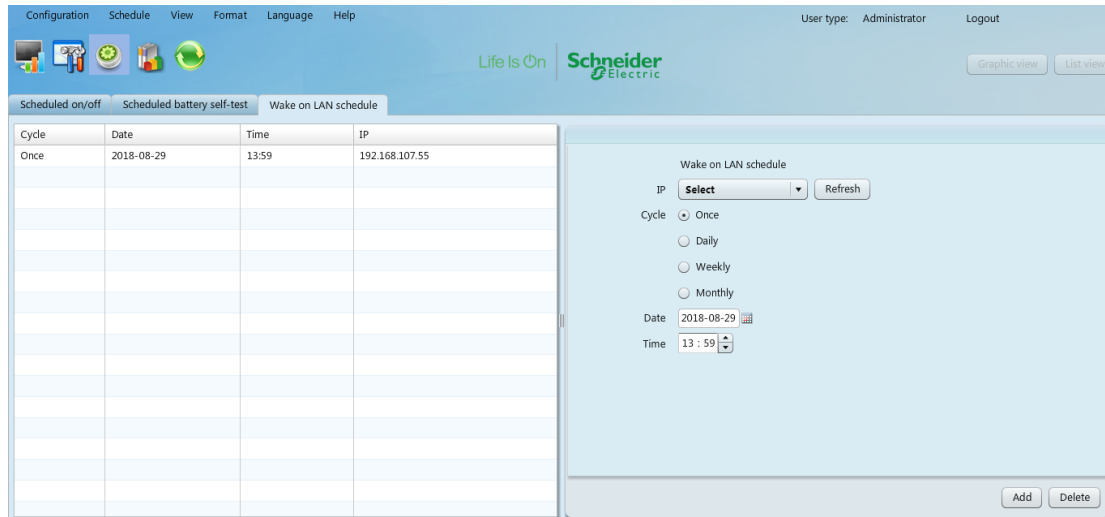 Configuration Schedule View Format Language Help
User type: Administrator Logout
Life Is On Schneider Electric
Graphic view List view
Scheduled on/off Scheduled battery self-test Wake on LAN schedule
Cycle Date Time IP
Once 2018-08-29 13:59 192.168.107.55
Wake on LAN schedule
IP Select Refresh
Cycle Once
Daily
Weekly
Monthly
Date 2018-08-29
Time 13 : 59
Add Delete